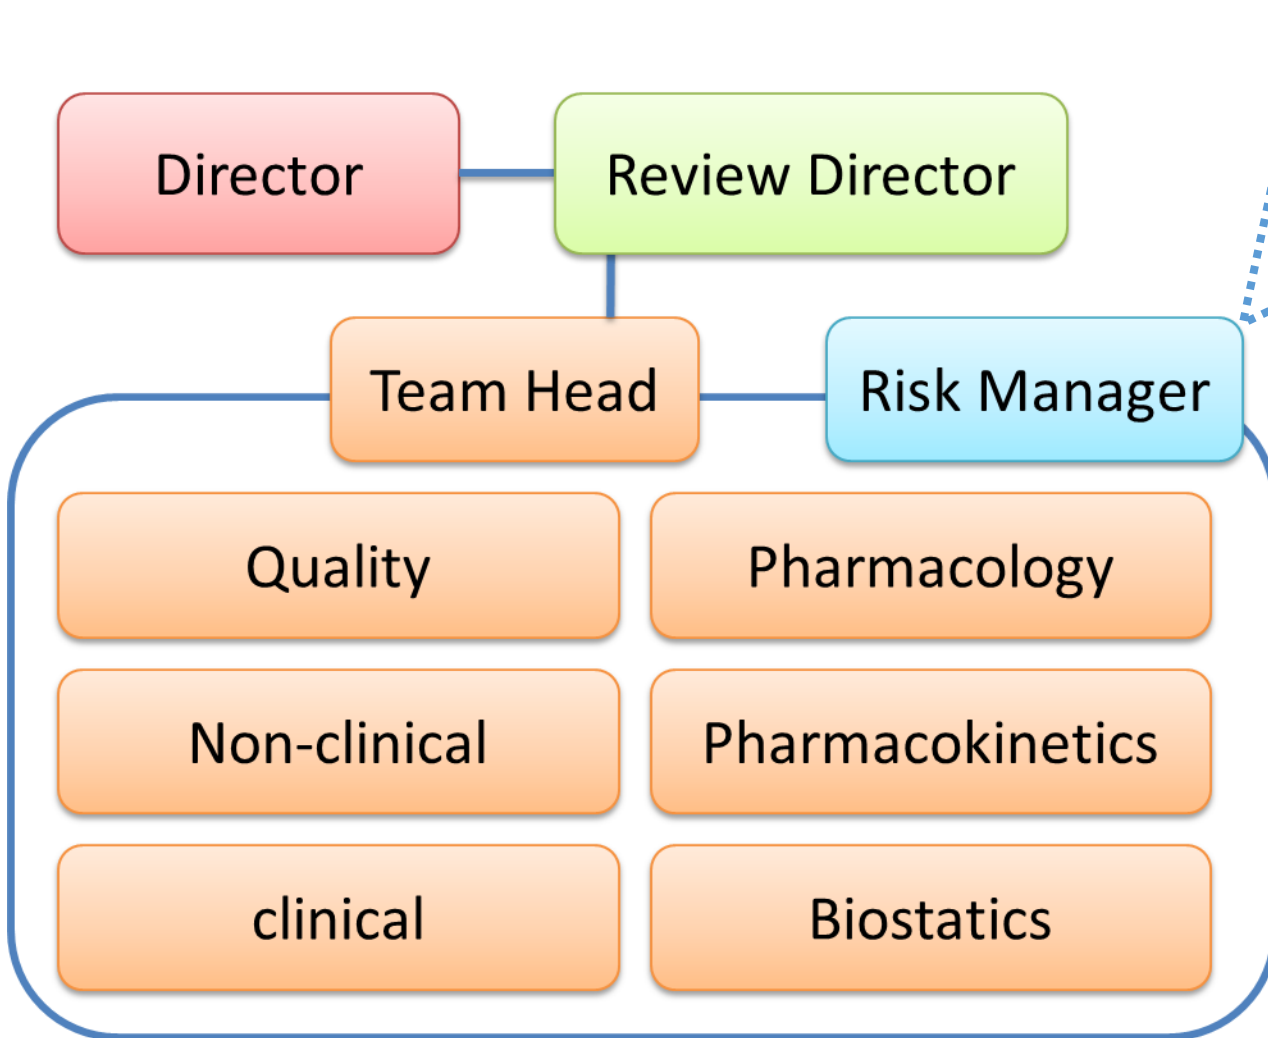 Director
Review Director
Team Head
Risk Manager
Quality
Pharmacology
Non-clinical
Pharmacokinetics
clinical
Biostatics